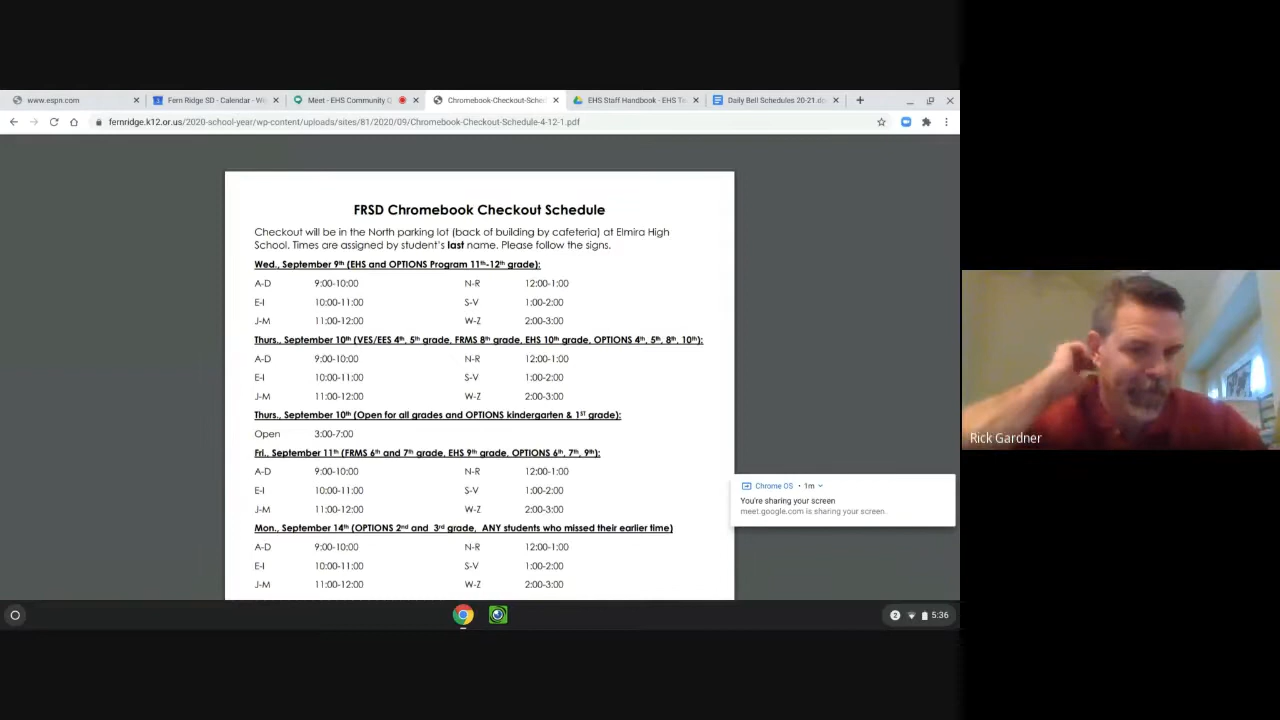 www.espn.com
Fern Ridge SD - Calendar - We
Meet - EHS Community
Chromebook-Checkout-Sched
EHS Staff Handbook - EHS T
Daily Bell Schedules 20-21.do
fernridge.k12.or.us/2020-school-year/wp-content/uploads/sites/81/2020/09/Chromebook-Checkout-Schedule-4-12-1.pdf
FRSD Chromebook Checkout Schedule
Checkout will be in the North parking lot (back of building by cafeteria) at Elmira High
School. Times are assigned by student's last name. Please follow the signs.
Wed., September 9th (EHS and OPTIONS Program 11th-12th grade):
A-D 9:00-10:00 N-R 12:00-1:00
E-I 10:00-11:00 S-V 1:00-2:00
J-M 11:00-12:00 W-Z 2:00-3:00
Thurs., September 10th (VES/EES 4th, 5th grade, FRMS 8th grade, EHS 10th grade, OPTIONS 4th, 5th, 8th, 10th):
A-D 9:00-10:00 N-R 12:00-1:00
E-I 10:00-11:00 S-V 1:00-2:00
J-M 11:00-12:00 W-Z 2:00-3:00
Thurs., September 10th (Open for all grades and OPTIONS kindergarten & 1ST grade):
Open 3:00-7:00
Fri., September 11th (FRMS 6th and 7th grade, EHS 9th grade, OPTIONS 6th, 7th, 9th):
A-D 9:00-10:00 N-R 12:00-1:00
E-I 10:00-11:00 S-V 1:00-2:00
J-M 11:00-12:00 W-Z 2:00-3:00
Mon., September 14th (OPTIONS 2nd and 3rd grade, ANY students who missed their earlier time)
A-D 9:00-10:00 N-R 12:00-1:00
E-I 10:00-11:00 S-V 1:00-2:00
J-M 11:00-12:00 W-Z 2:00-3:00
Rick Gardner
Chrome OS • 1m
You're sharing your screen
meet.google.com is sharing your screen.
2 5:36